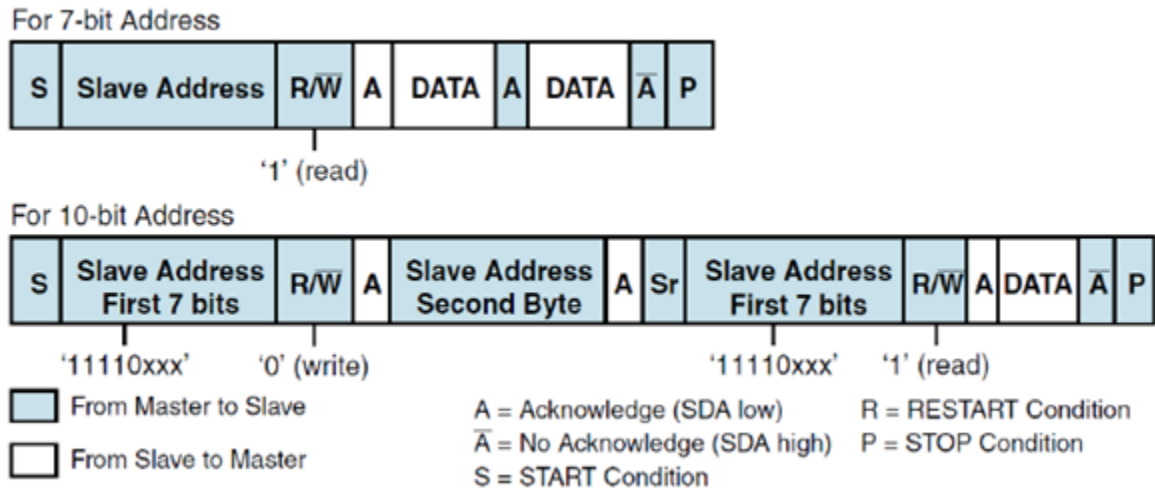 For 7-bit Address
S Slave Address R/W̅ A DATA A DATA A̅ P
‘1’ (read)
For 10-bit Address
S Slave Address First 7 bits R/W̅ A Slave Address Second Byte A Sr Slave Address First 7 bits R/W̅ A DATA A̅ P
‘11110xxx’ ‘0’ (write) ‘11110xxx’ ‘1’ (read)
From Master to Slave
From Slave to Master
A = Acknowledge (SDA low)
A̅ = No Acknowledge (SDA high)
S = START Condition
R = RESTART Condition
P = STOP Condition